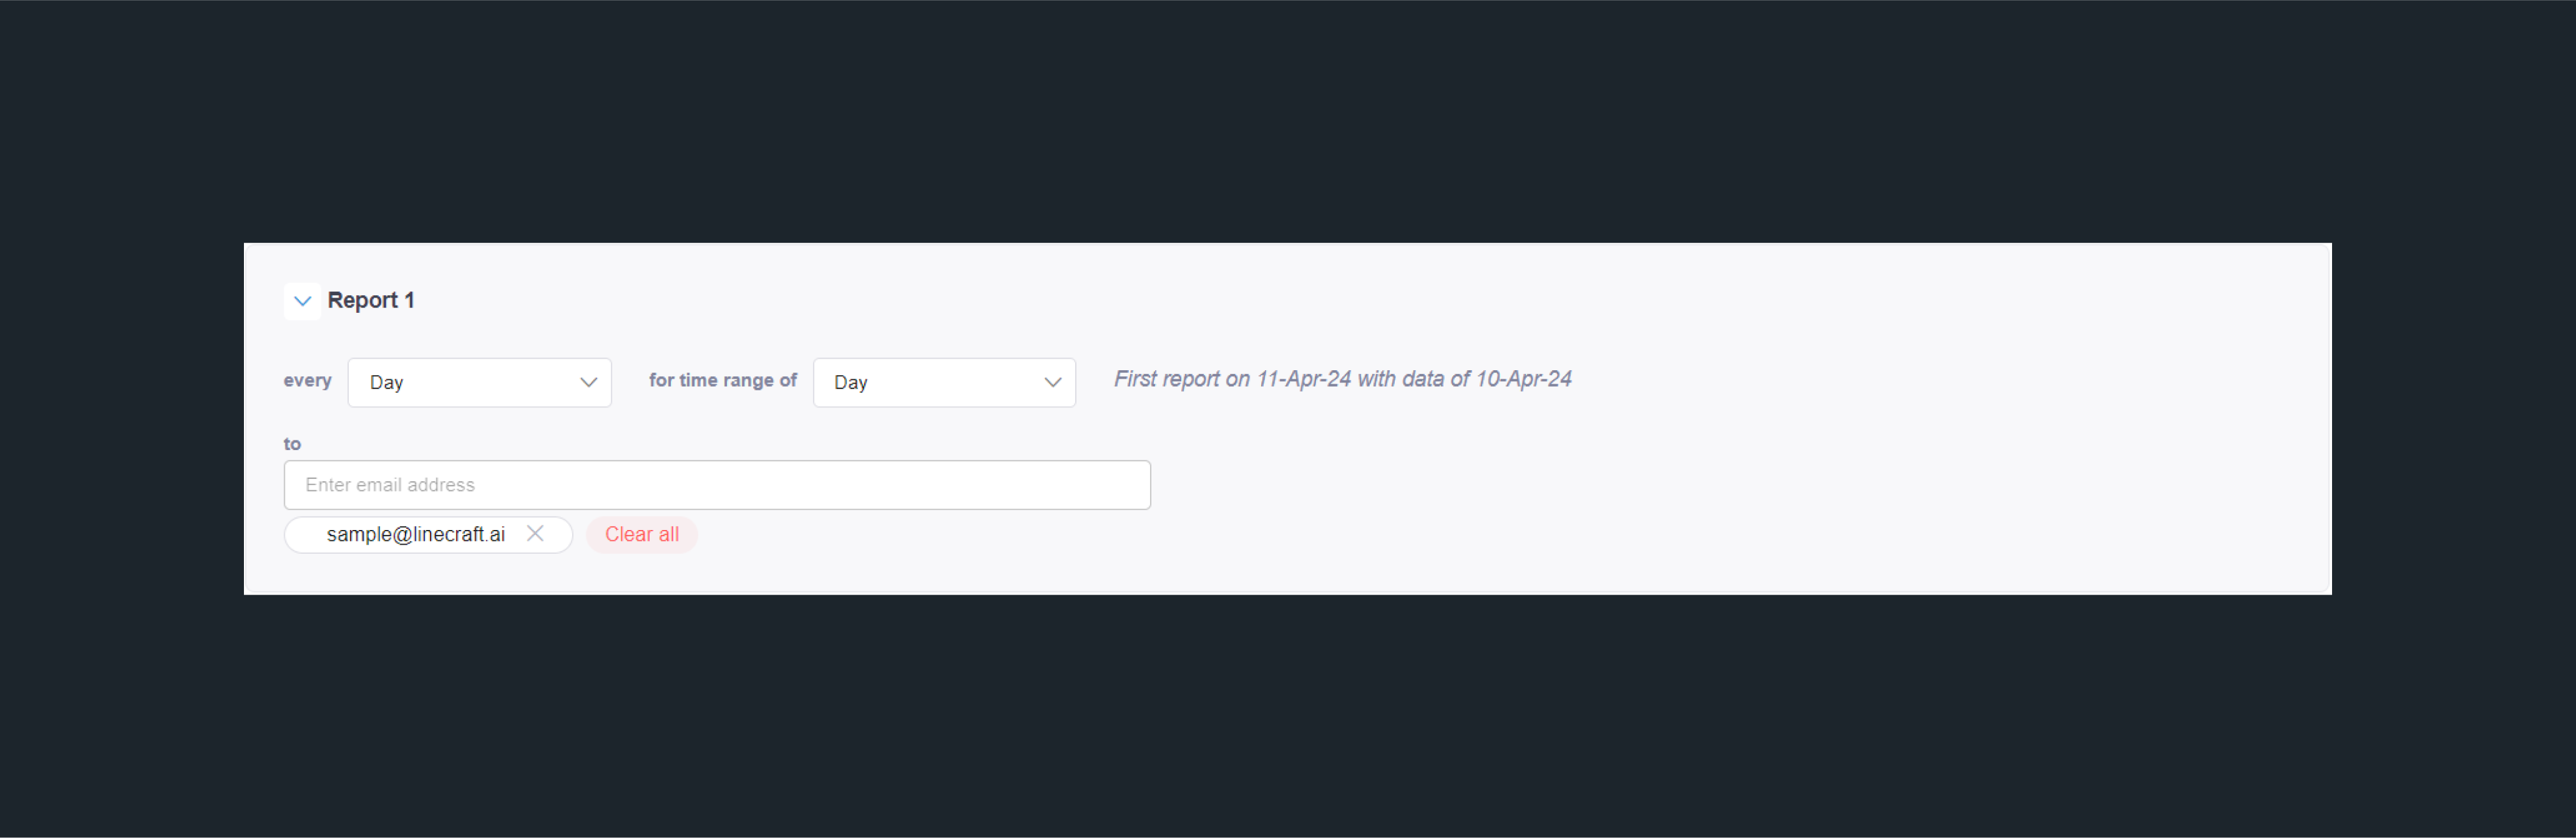 Report 1
every Day for time range of Day First report on 11-Apr-24 with data of 10-Apr-24
to
Enter email address
sample@linecraft.ai Clear all